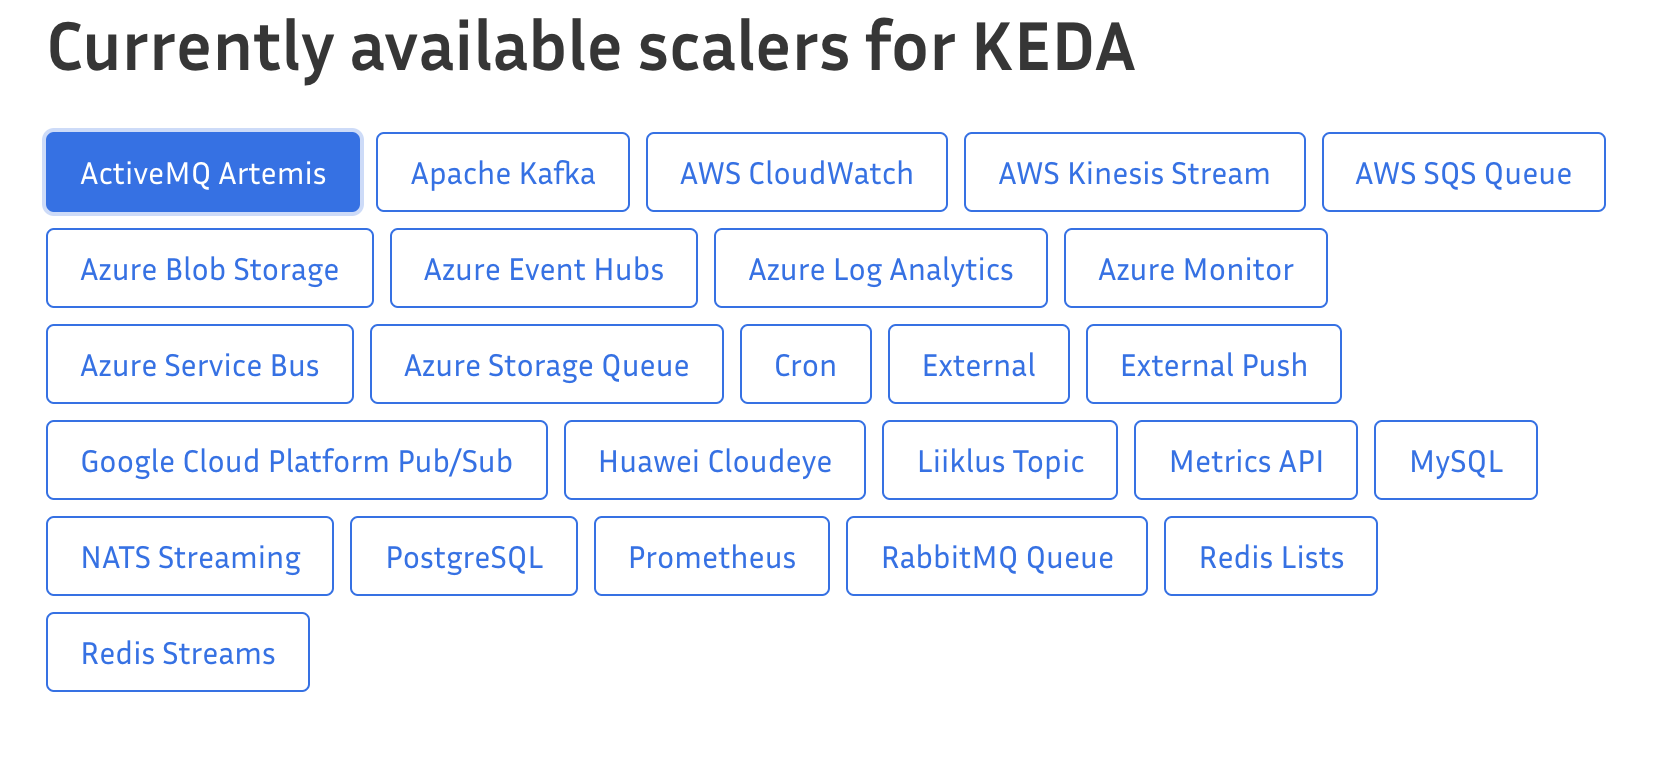 Currently available scalers for KEDA
ActiveMQ Artemis Apache Kafka AWS CloudWatch AWS Kinesis Stream AWS SQS Queue
Azure Blob Storage Azure Event Hubs Azure Log Analytics Azure Monitor
Azure Service Bus Azure Storage Queue Cron External External Push
Google Cloud Platform Pub/Sub Huawei Cloudeye Liiklus Topic Metrics API MySQL
NATS Streaming PostgreSQL Prometheus RabbitMQ Queue Redis Lists
Redis Streams